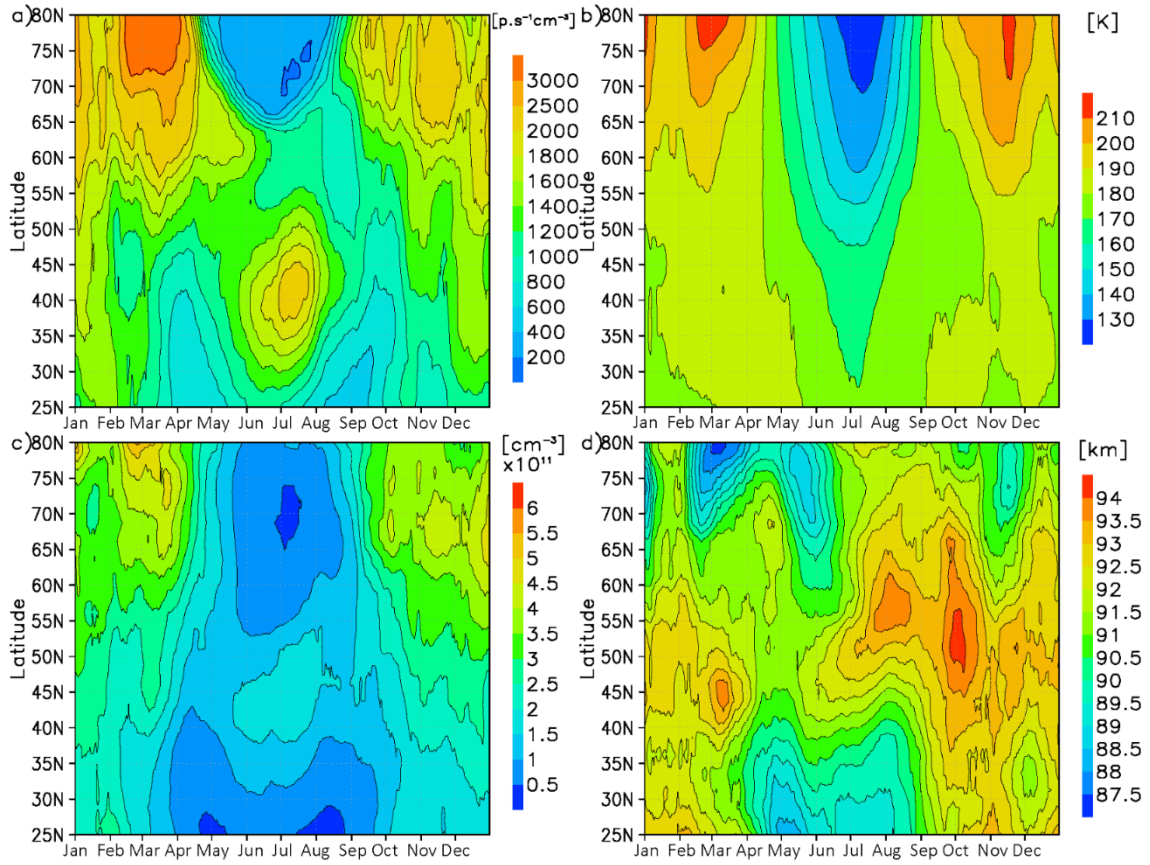 a) [p.s⁻¹cm⁻³]
80N
75N
70N
65N
60N
55N
50N
45N
40N
35N
30N
25N
Latitude
Jan Feb Mar Apr May Jun Jul Aug Sep Oct Nov Dec
3000
2500
2000
1800
1600
1400
1200
1000
800
600
400
200
b) [K]
80N
75N
70N
65N
60N
55N
50N
45N
40N
35N
30N
25N
Latitude
Jan Feb Mar Apr May Jun Jul Aug Sep Oct Nov Dec
210
200
190
180
170
160
150
140
130
c) [cm⁻³]
x10¹¹
80N
75N
70N
65N
60N
55N
50N
45N
40N
35N
30N
25N
Latitude
Jan Feb Mar Apr May Jun Jul Aug Sep Oct Nov Dec
6
5.5
5
4.5
4
3.5
3
2.5
2
1.5
1
0.5
d) [km]
80N
75N
70N
65N
60N
55N
50N
45N
40N
35N
30N
25N
Latitude
Jan Feb Mar Apr May Jun Jul Aug Sep Oct Nov Dec
94
93.5
93
92.5
92
91.5
91
90.5
90
89.5
89
88.5
88
87.5